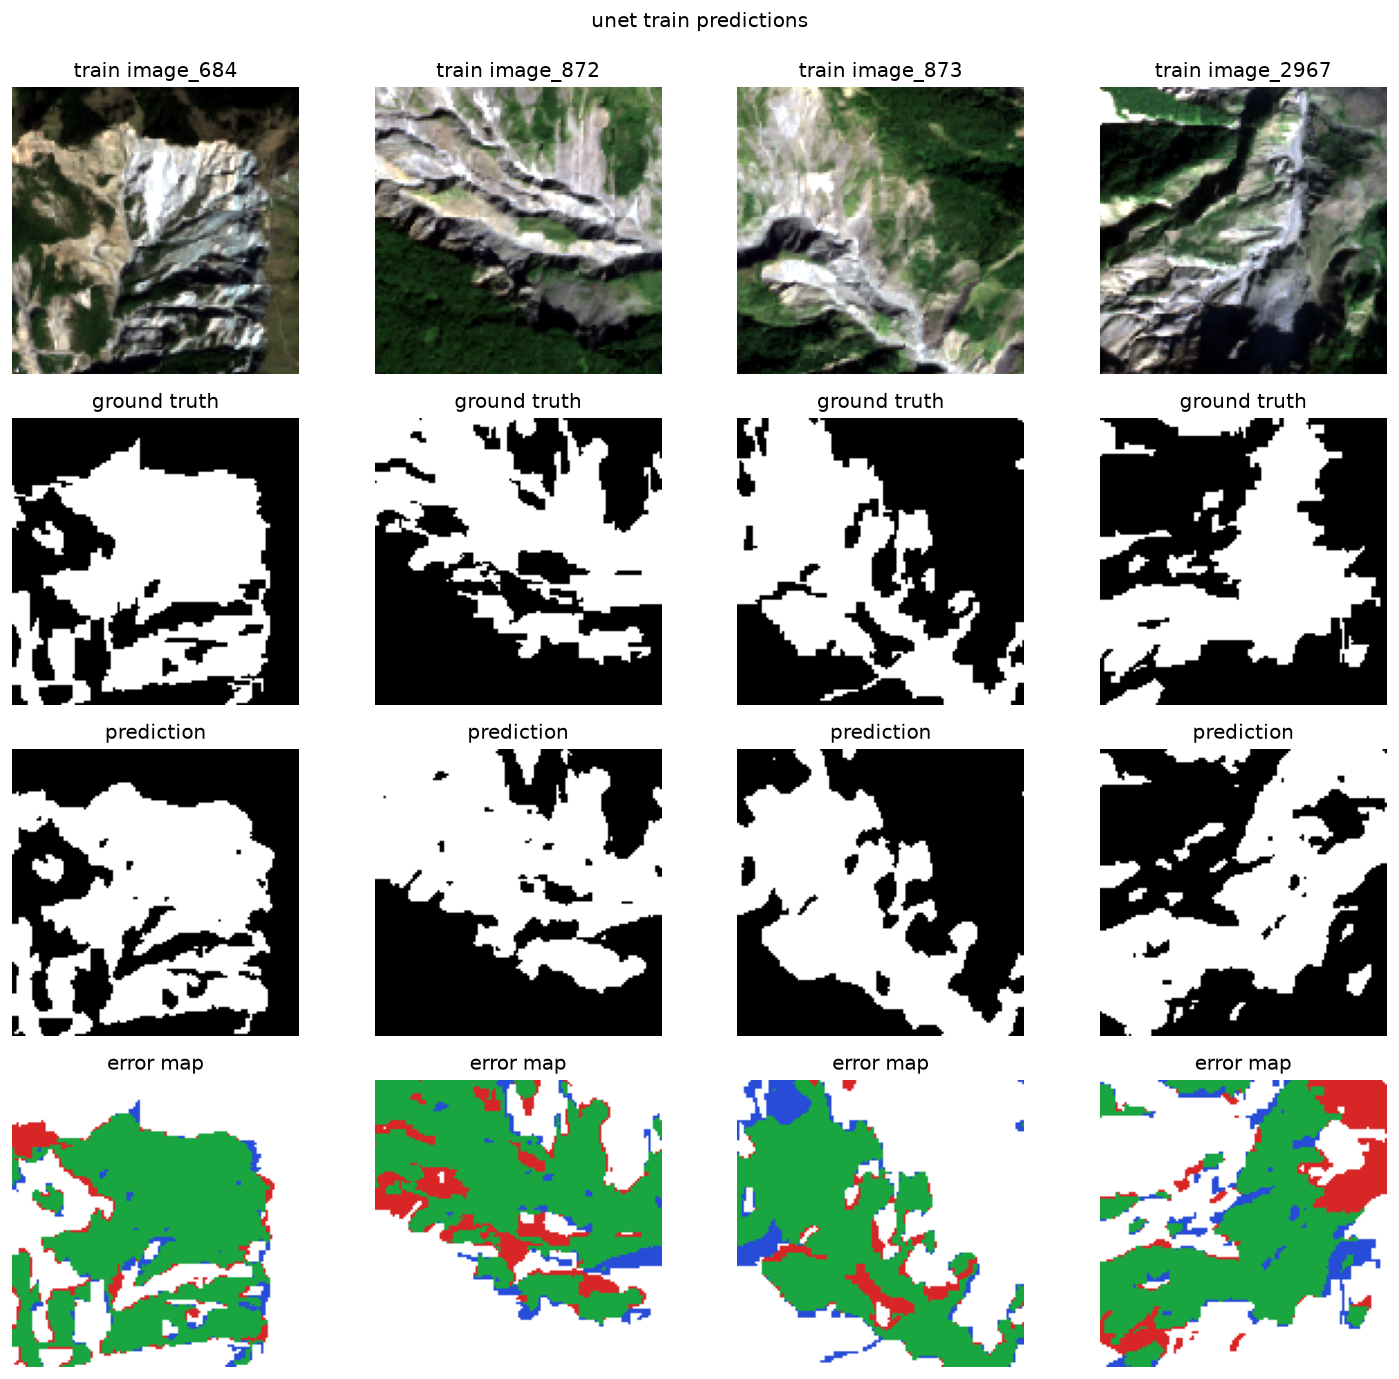 unet train predictions
train image_684
train image_872
train image_873
train image_2967
ground truth
ground truth
ground truth
ground truth
prediction
prediction
prediction
prediction
error map
error map
error map
error map